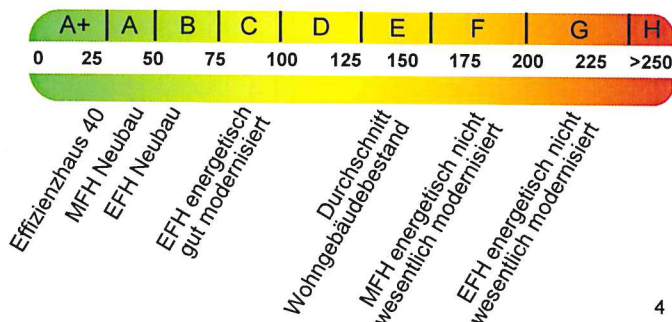 A+ A B C D E F G H
0 25 50 75 100 125 150 175 200 225 >250
Effizienzhaus 40
MFH Neubau
EFH Neubau
EFH energetisch
gut modernisiert
Durchschnitt
Wohngebäudebestand
MFH energetisch nicht
wesentlich modernisiert
EFH energetisch nicht
wesentlich modernisiert
4